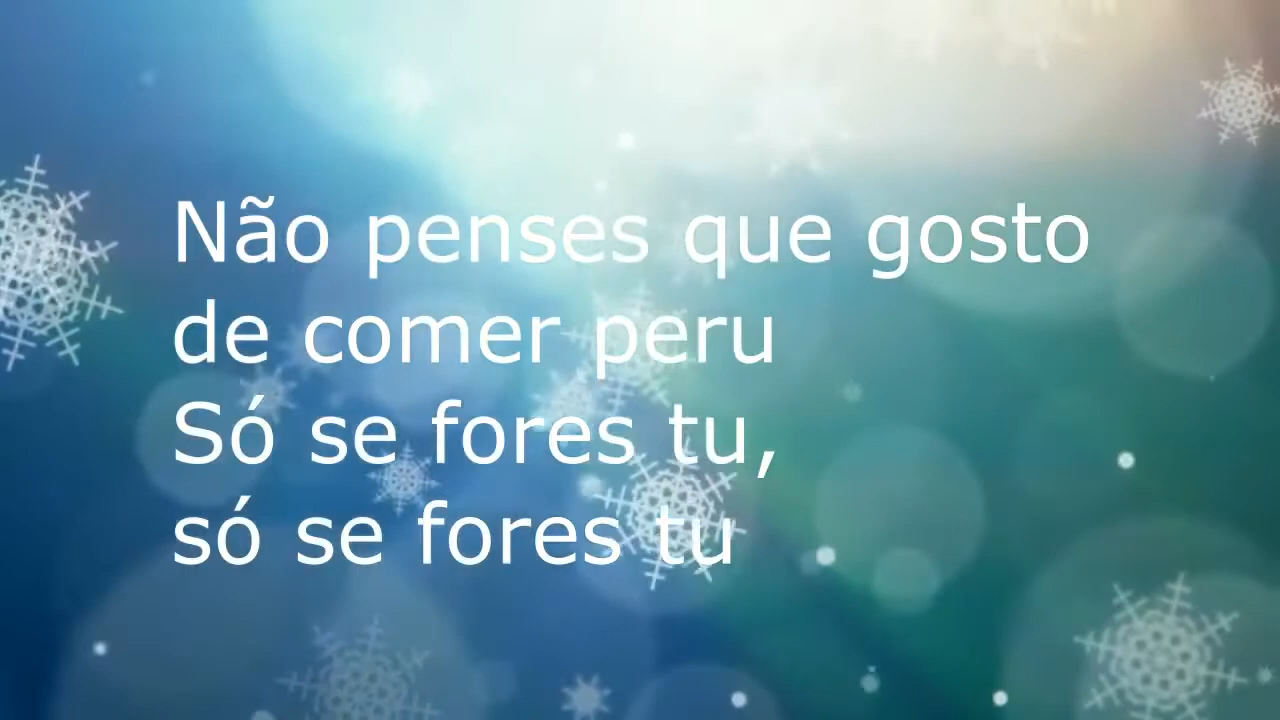 Não penses que gosto
de comer peru
Só se fores tu,
só se fores tu